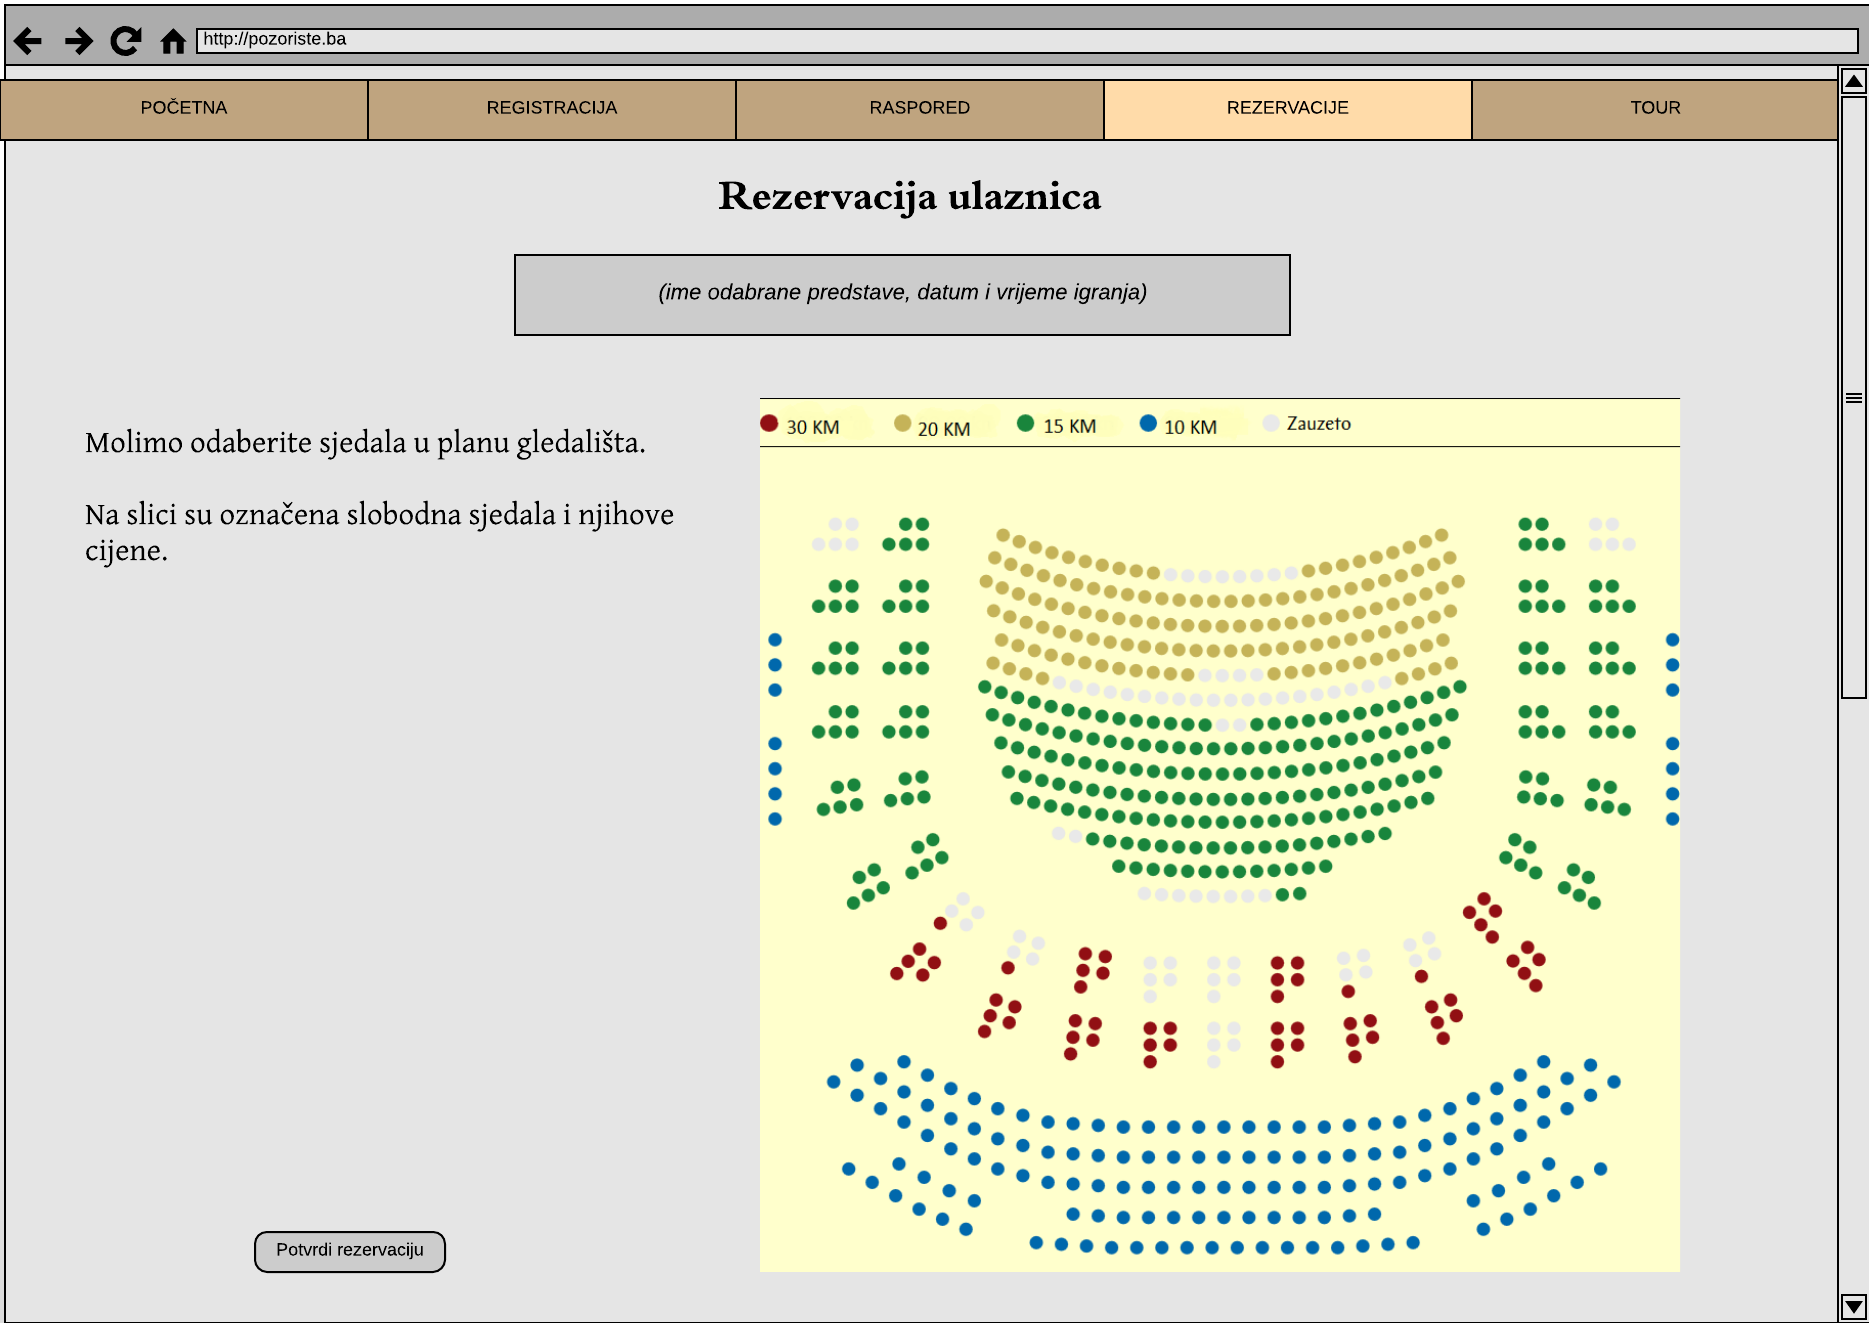 http://pozoriste.ba
POČETNA
REGISTRACIJA
RASPORED
REZERVACIJE
TOUR
Rezervacija ulaznica
(ime odabrane predstave, datum i vrijeme igranja)
30 KM
20 KM
15 KM
10 KM
Zauzeto
Molimo odaberite sjedala u planu gledališta.
Na slici su označena slobodna sjedala i njihove
cijene.
Potvrdi rezervaciju